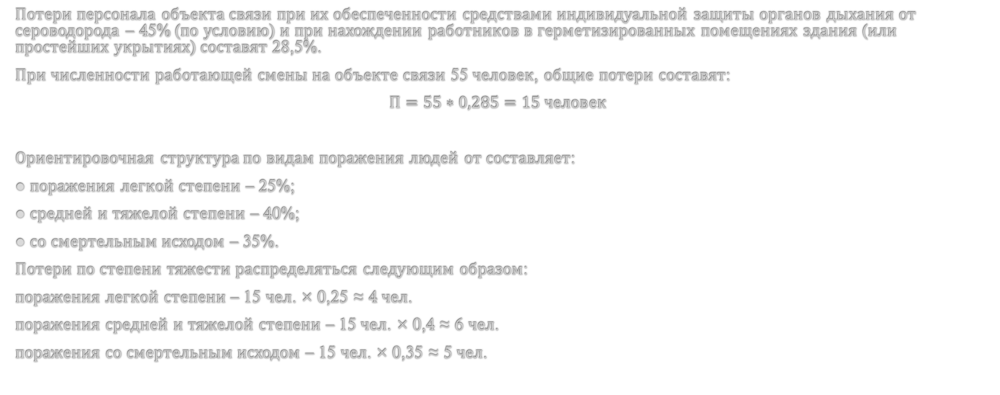 Потери персонала объекта связи при их обеспеченности средствами индивидуальной защиты органов дыхания от
сероводорода – 45% (по условию) и при нахождении работников в герметизированных помещениях здания (или
простейших укрытиях) составят 28,5%.
При численности работающей смены на объекте связи 55 человек, общие потери составят:
П = 55 * 0,285 = 15 человек
Ориентировочная структура по видам поражения людей от составляет:
● поражения легкой степени – 25%;
● средней и тяжелой степени – 40%;
● со смертельным исходом – 35%.
Потери по степени тяжести распределяться следующим образом:
поражения легкой степени – 15 чел. × 0,25 ≈ 4 чел.
поражения средней и тяжелой степени – 15 чел. × 0,4 ≈ 6 чел.
поражения со смертельным исходом – 15 чел. × 0,35 ≈ 5 чел.